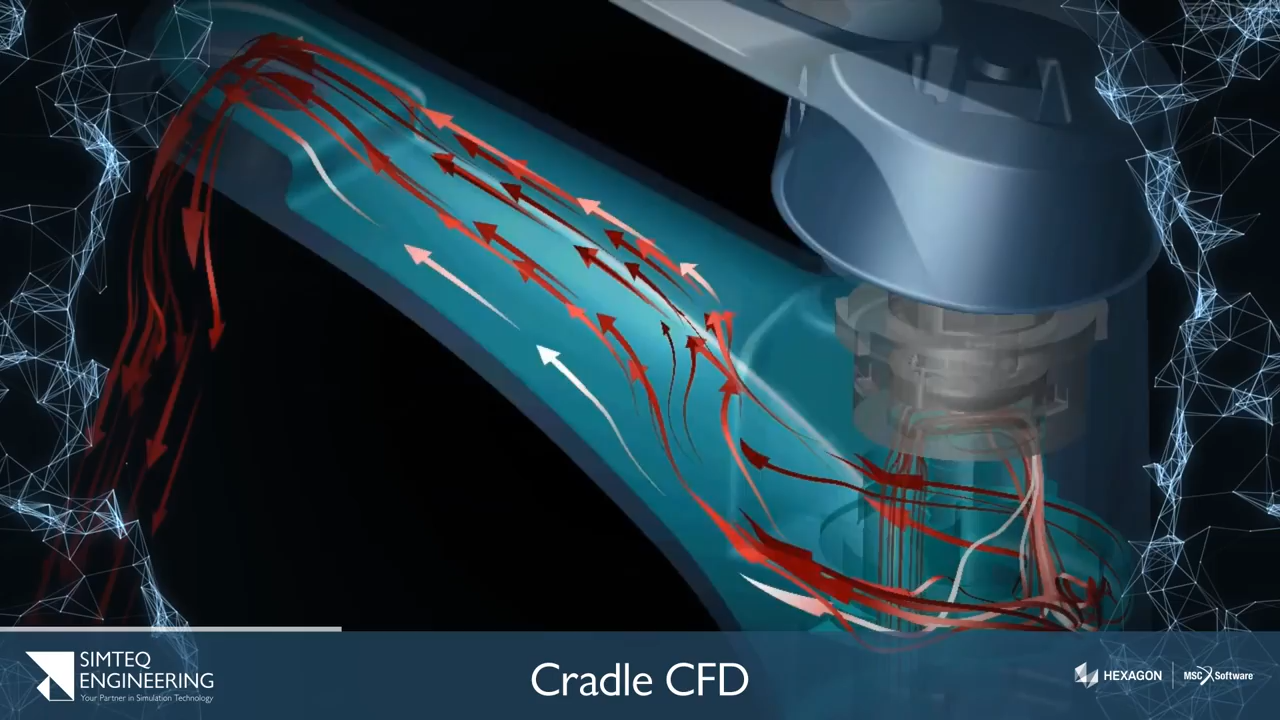 SIMTEQ
ENGINEERING
Your Partner in Simulation Technology
Cradle CFD
HEXAGON
MSC Software